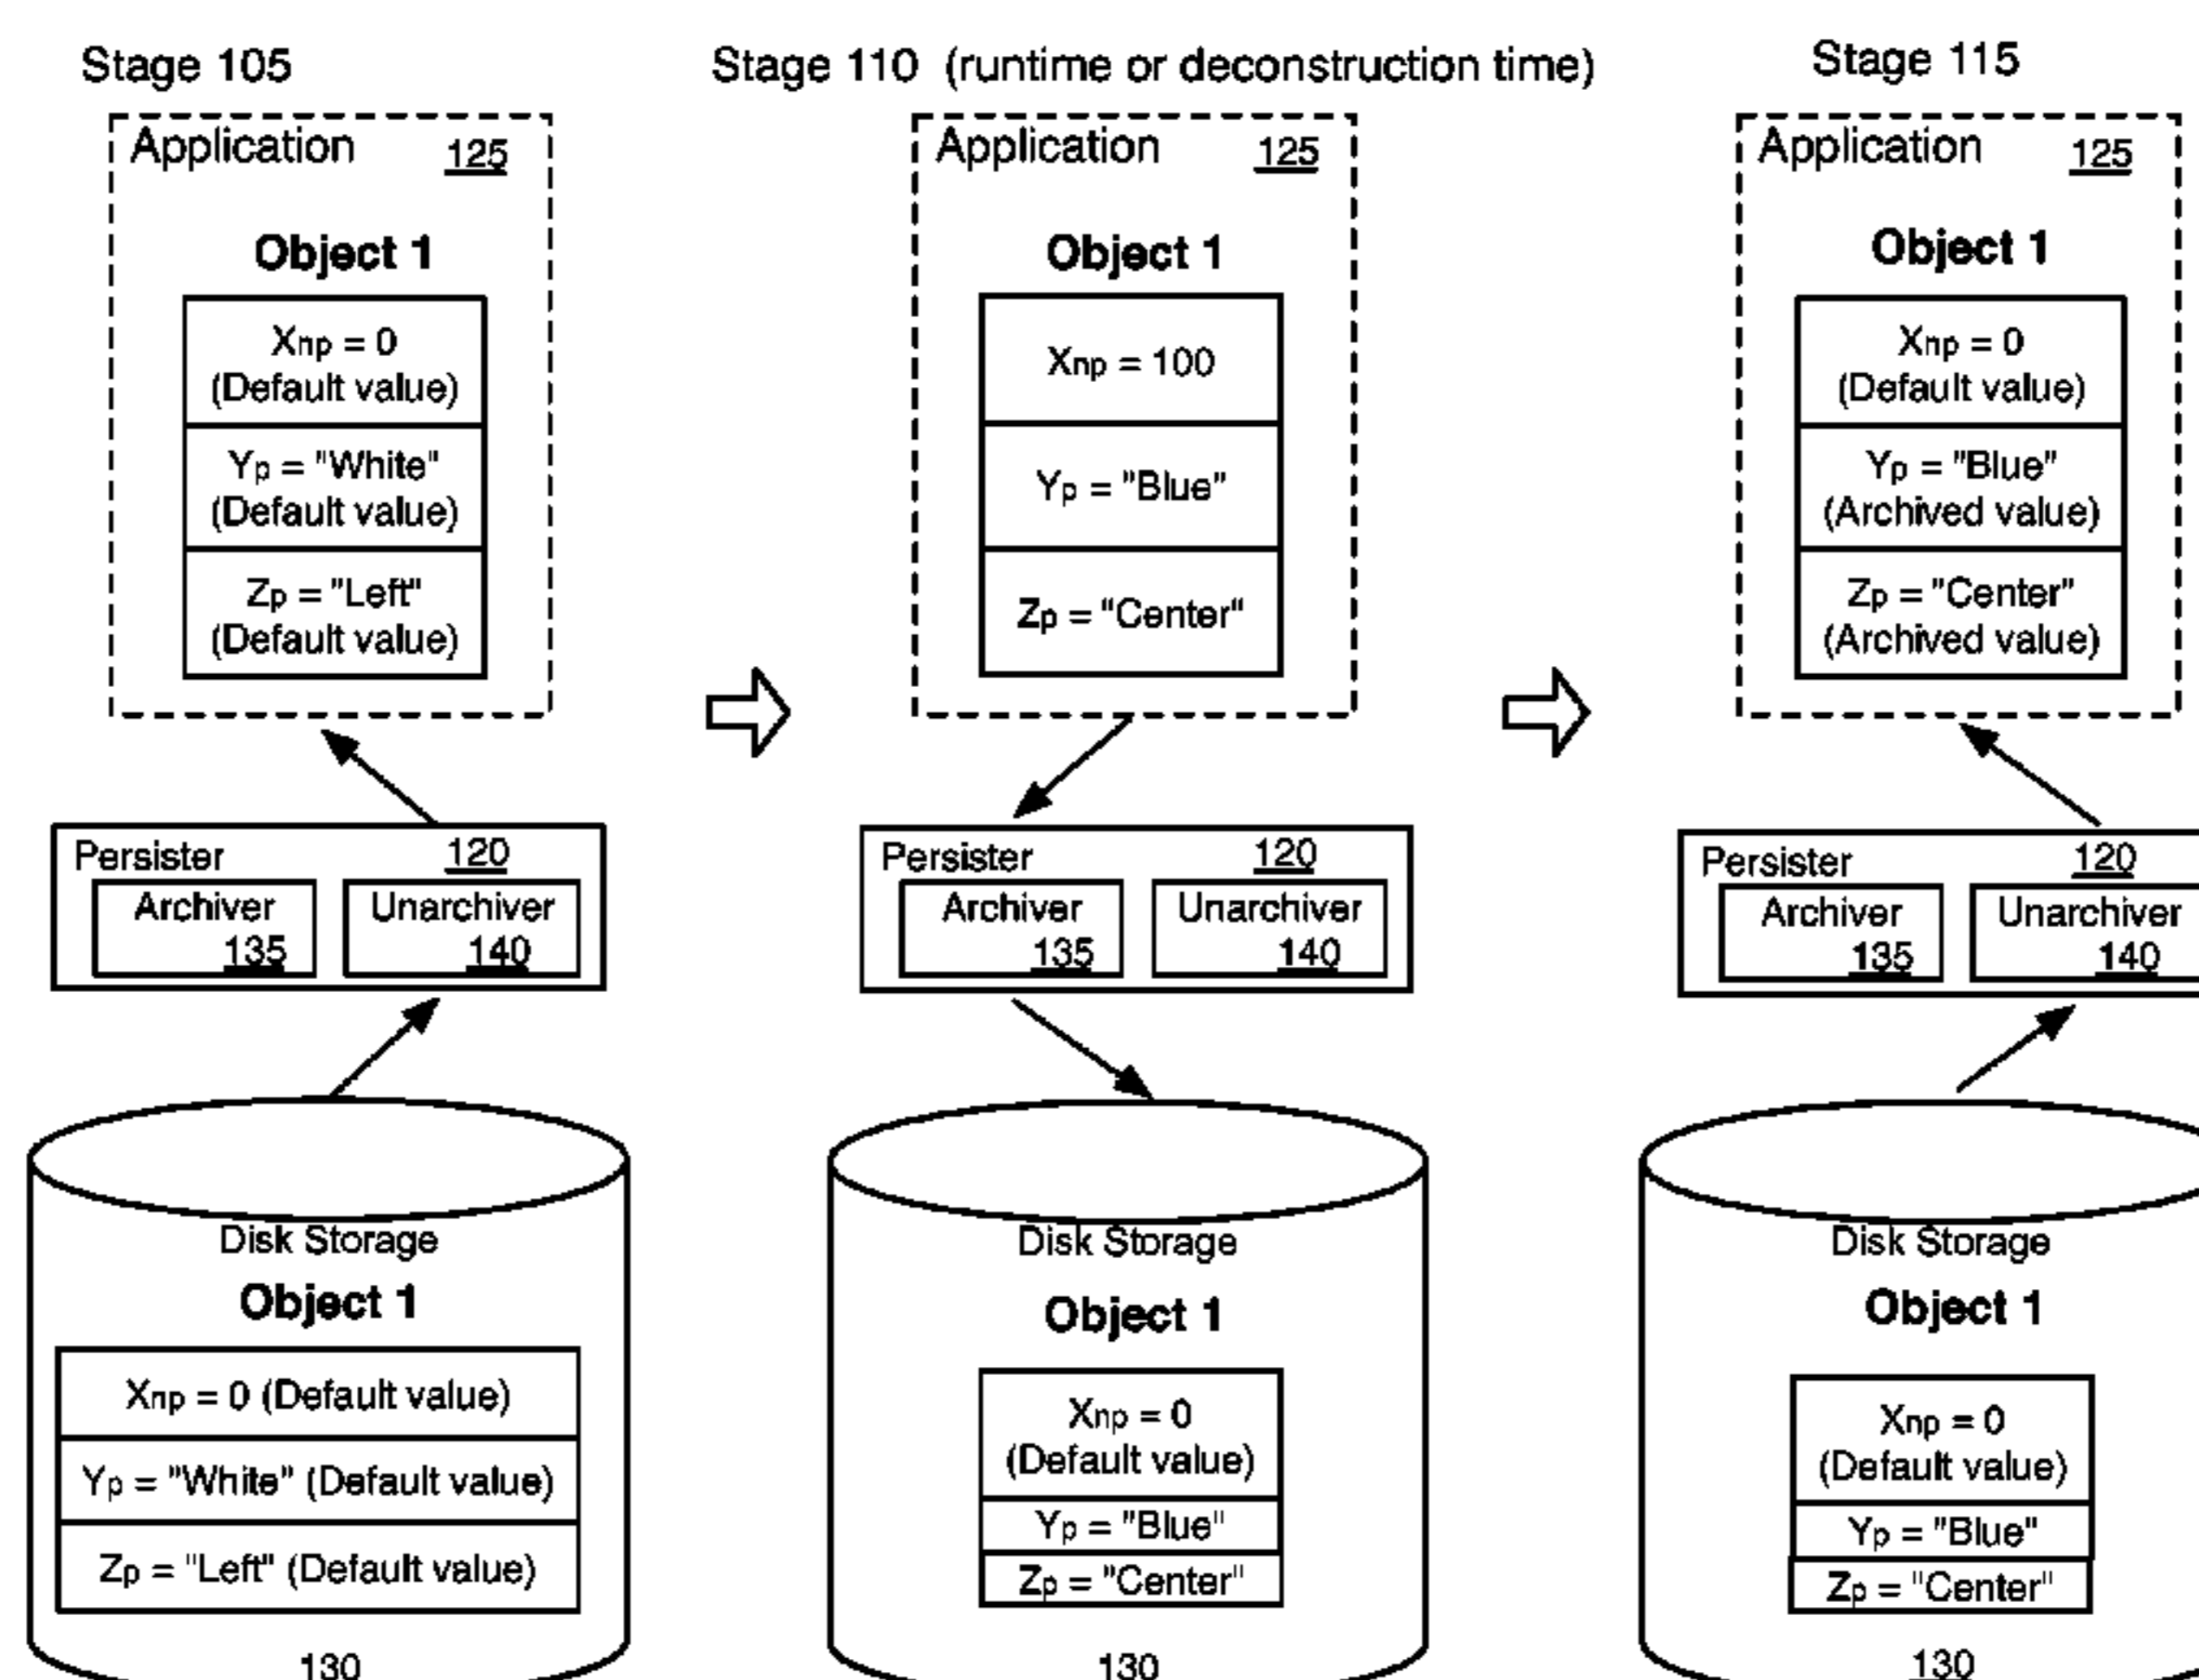 Stage 105
Application 125
Object 1
Xnp = 0
(Default value)
Yp = "White"
(Default value)
Zp = "Left"
(Default value)
Persister 120
Archiver
135
Unarchiver
140
Disk Storage
Object 1
Xnp = 0 (Default value)
Yp = "White" (Default value)
Zp = "Left" (Default value)
130
Stage 110 (runtime or deconstruction time)
Application 125
Object 1
Xnp = 100
Yp = "Blue"
Zp = "Center"
Persister 120
Archiver
135
Unarchiver
140
Disk Storage
Object 1
Xnp = 0
(Default value)
Yp = "Blue"
Zp = "Center"
130
Stage 115
Application 125
Object 1
Xnp = 0
(Default value)
Yp = "Blue"
(Archived value)
Zp = "Center"
(Archived value)
Persister 120
Archiver
135
Unarchiver
140
Disk Storage
Object 1
Xnp = 0
(Default value)
Yp = "Blue"
Zp = "Center"
130